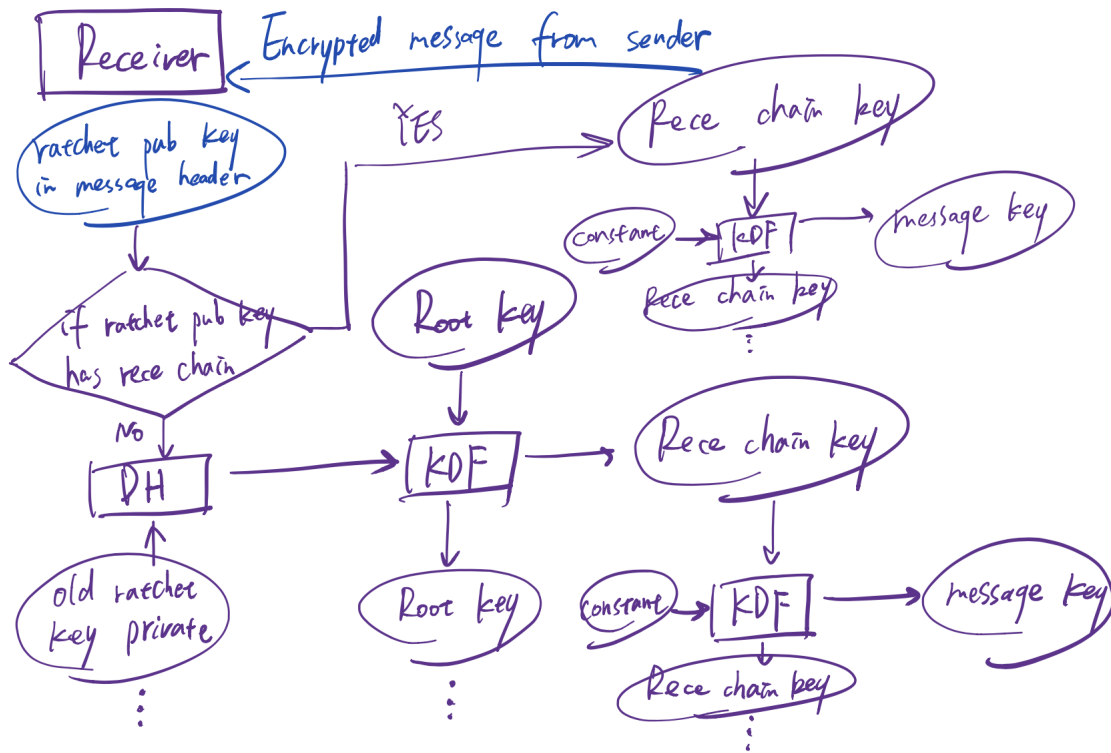 Receiver
Encrypted message from sender
ratchet pub key
in message header
YES
Rece chain key
constant
KDF
message key
Rece chain key
if ratchet pub key
has rece chain
Root key
No
DH
KDF
Rece chain key
old ratchet
key private
Root key
constant
KDF
message key
Rece chain key